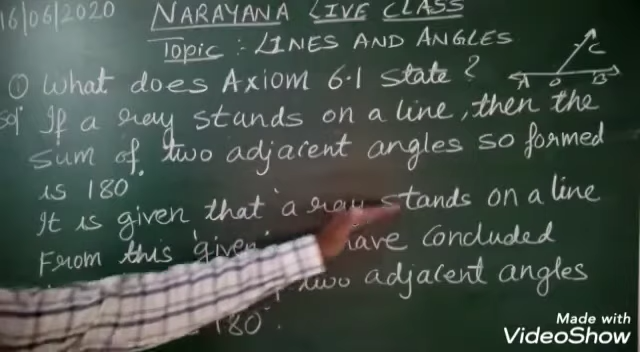 16/06/2020 NARAYANA LIVE CLASS
Topic : LINES AND ANGLES
① What does Axiom 6.1 state?
C
A O B
Sol If a ray stands on a line, then the
sum of two adjacent angles so formed
is 180°.
It is given that 'a ray stands on a line
From this 'given' have concluded
two adjacent angles
180°.
Made with
VideoShow